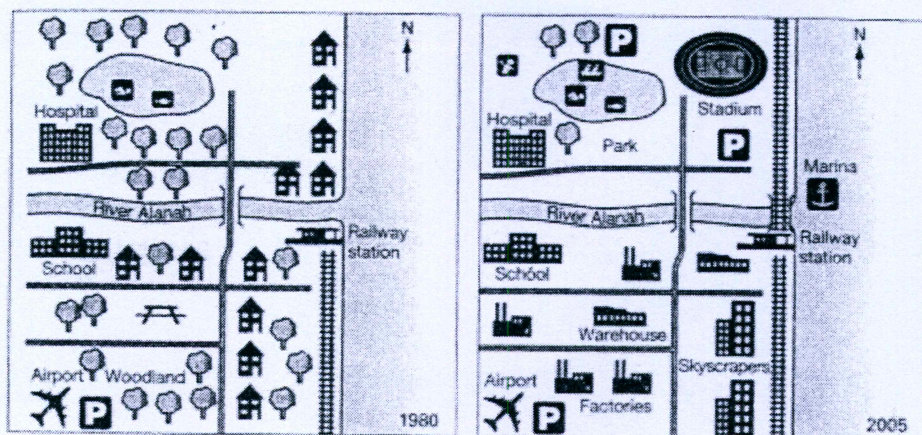 N
Hospital
River Alanah
Railway
station
School
Airport
Woodland
P
1980
P
N
Stadium
Hospital
Park
P
Marina
River Alanah
Railway
station
School
Warehouse
Skyscrapers
Airport
Factories
P
2005